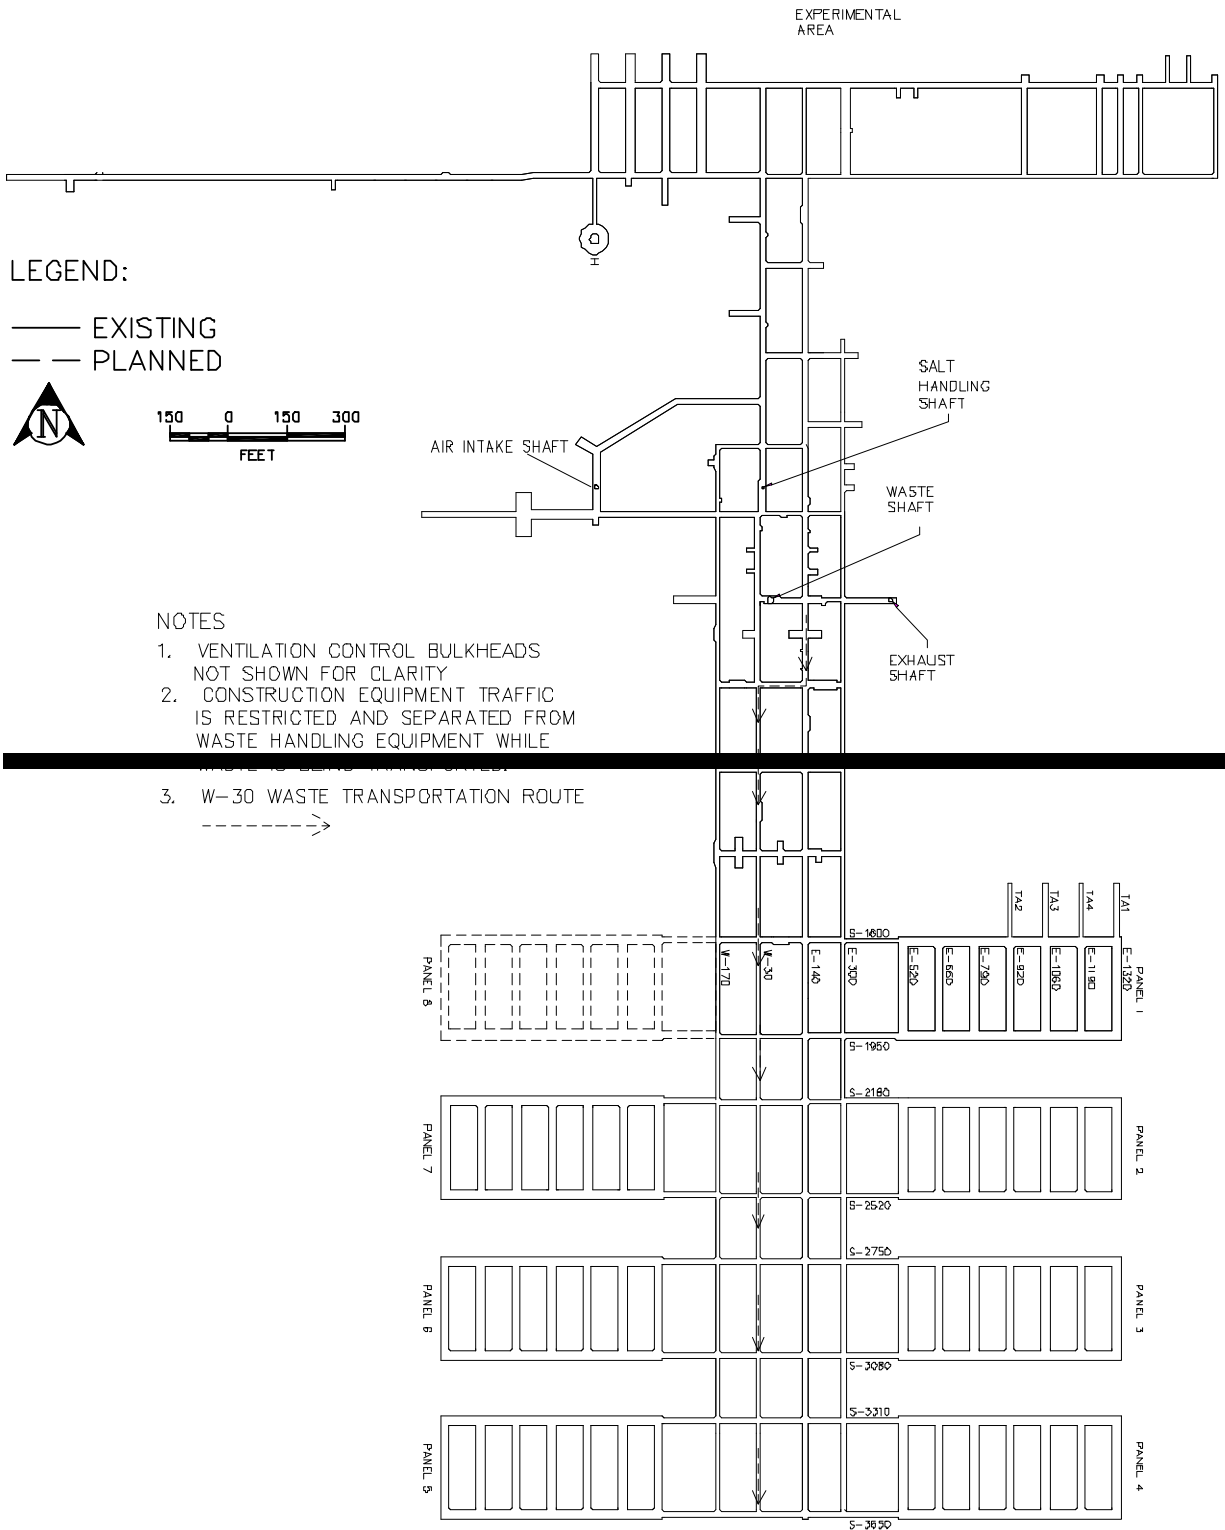 EXPERIMENTAL
AREA
LEGEND:
EXISTING
PLANNED
N
150 0 150 300
FEET
SALT
HANDLING
SHAFT
AIR INTAKE SHAFT
WASTE
SHAFT
EXHAUST
SHAFT
NOTES
1. VENTILATION CONTROL BULKHEADS
NOT SHOWN FOR CLARITY
2. CONSTRUCTION EQUIPMENT TRAFFIC
IS RESTRICTED AND SEPARATED FROM
WASTE HANDLING EQUIPMENT WHILE
3. W-30 WASTE TRANSPORTATION ROUTE
TA2
TA3
TA4
TA1
S-1600
PANEL 8
W-170
W-30
E-140
E-300
E-520
E-660
E-790
E-920
E-1060
E-1190
E-1320
PANEL 1
S-1950
S-2180
PANEL 7
PANEL 2
S-2520
S-2750
PANEL 6
PANEL 3
S-3080
S-3310
PANEL 5
PANEL 4
S-3650